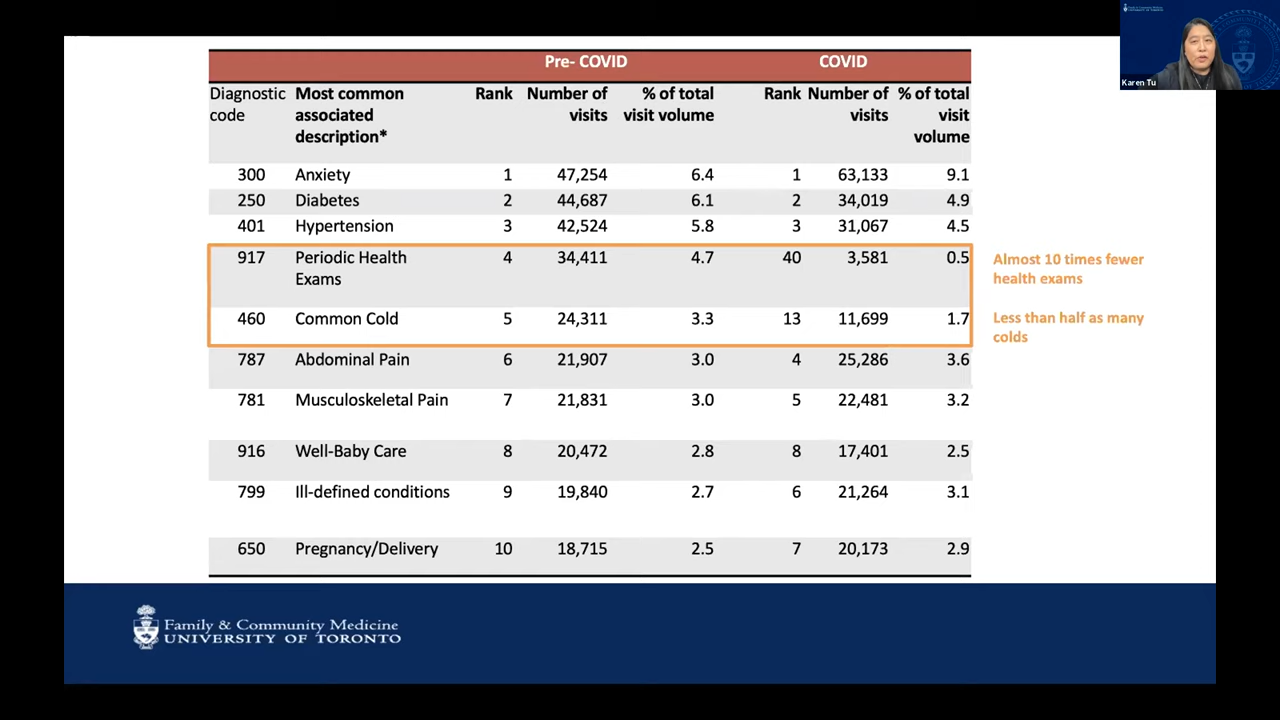 Pre- COVID COVID
Diagnostic code Most common associated description* Rank Number of visits % of total visit volume Rank Number of visits % of total visit volume
300 Anxiety 1 47,254 6.4 1 63,133 9.1
250 Diabetes 2 44,687 6.1 2 34,019 4.9
401 Hypertension 3 42,524 5.8 3 31,067 4.5
917 Periodic Health Exams 4 34,411 4.7 40 3,581 0.5
Almost 10 times fewer
health exams
460 Common Cold 5 24,311 3.3 13 11,699 1.7
Less than half as many
colds
787 Abdominal Pain 6 21,907 3.0 4 25,286 3.6
781 Musculoskeletal Pain 7 21,831 3.0 5 22,481 3.2
916 Well-Baby Care 8 20,472 2.8 8 17,401 2.5
799 Ill-defined conditions 9 19,840 2.7 6 21,264 3.1
650 Pregnancy/Delivery 10 18,715 2.5 7 20,173 2.9
Family & Community Medicine
UNIVERSITY OF TORONTO
Family & Community Medicine
UNIVERSITY OF TORONTO
Karen Tu